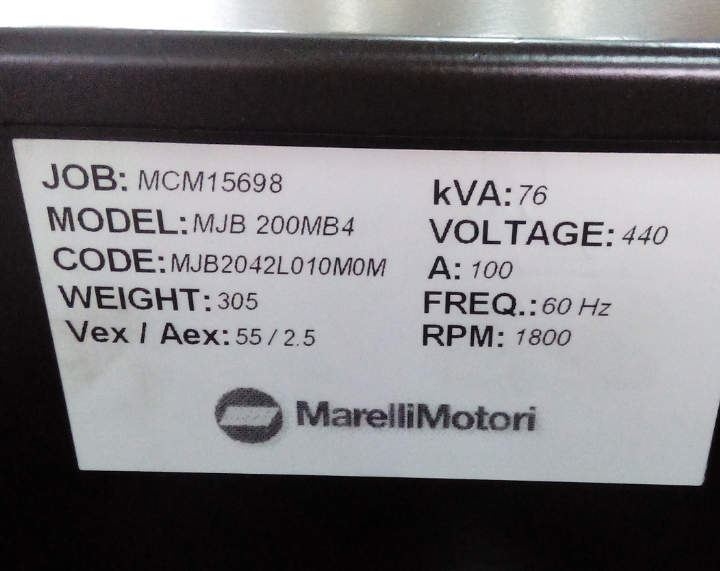 JOB: MCM15698
MODEL: MJB 200MB4
CODE: MJB2042L010M0M
WEIGHT: 305
Vex / Aex: 55 / 2.5
kVA: 76
VOLTAGE: 440
A: 100
FREQ.: 60 Hz
RPM: 1800
MarelliMotori